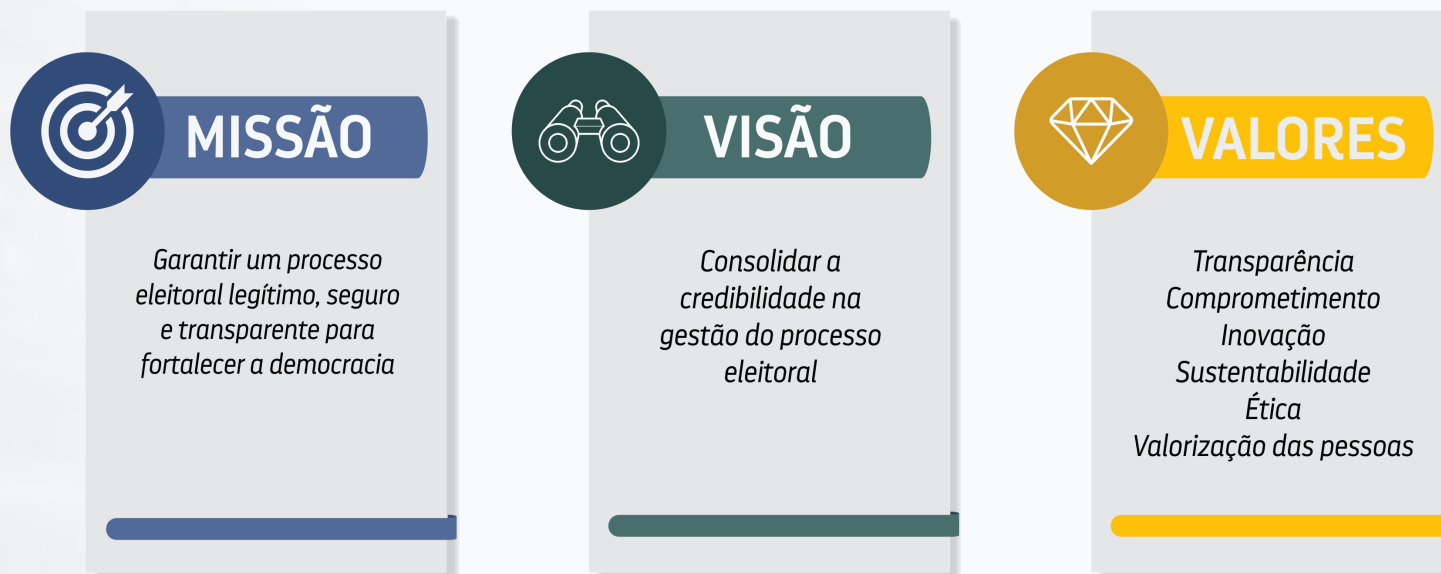 MISSÃO
Garantir um processo
eleitoral legítimo, seguro
e transparente para
fortalecer a democracia
VISÃO
Consolidar a
credibilidade na
gestão do processo
eleitoral
VALORES
Transparência
Comprometimento
Inovação
Sustentabilidade
Ética
Valorização das pessoas